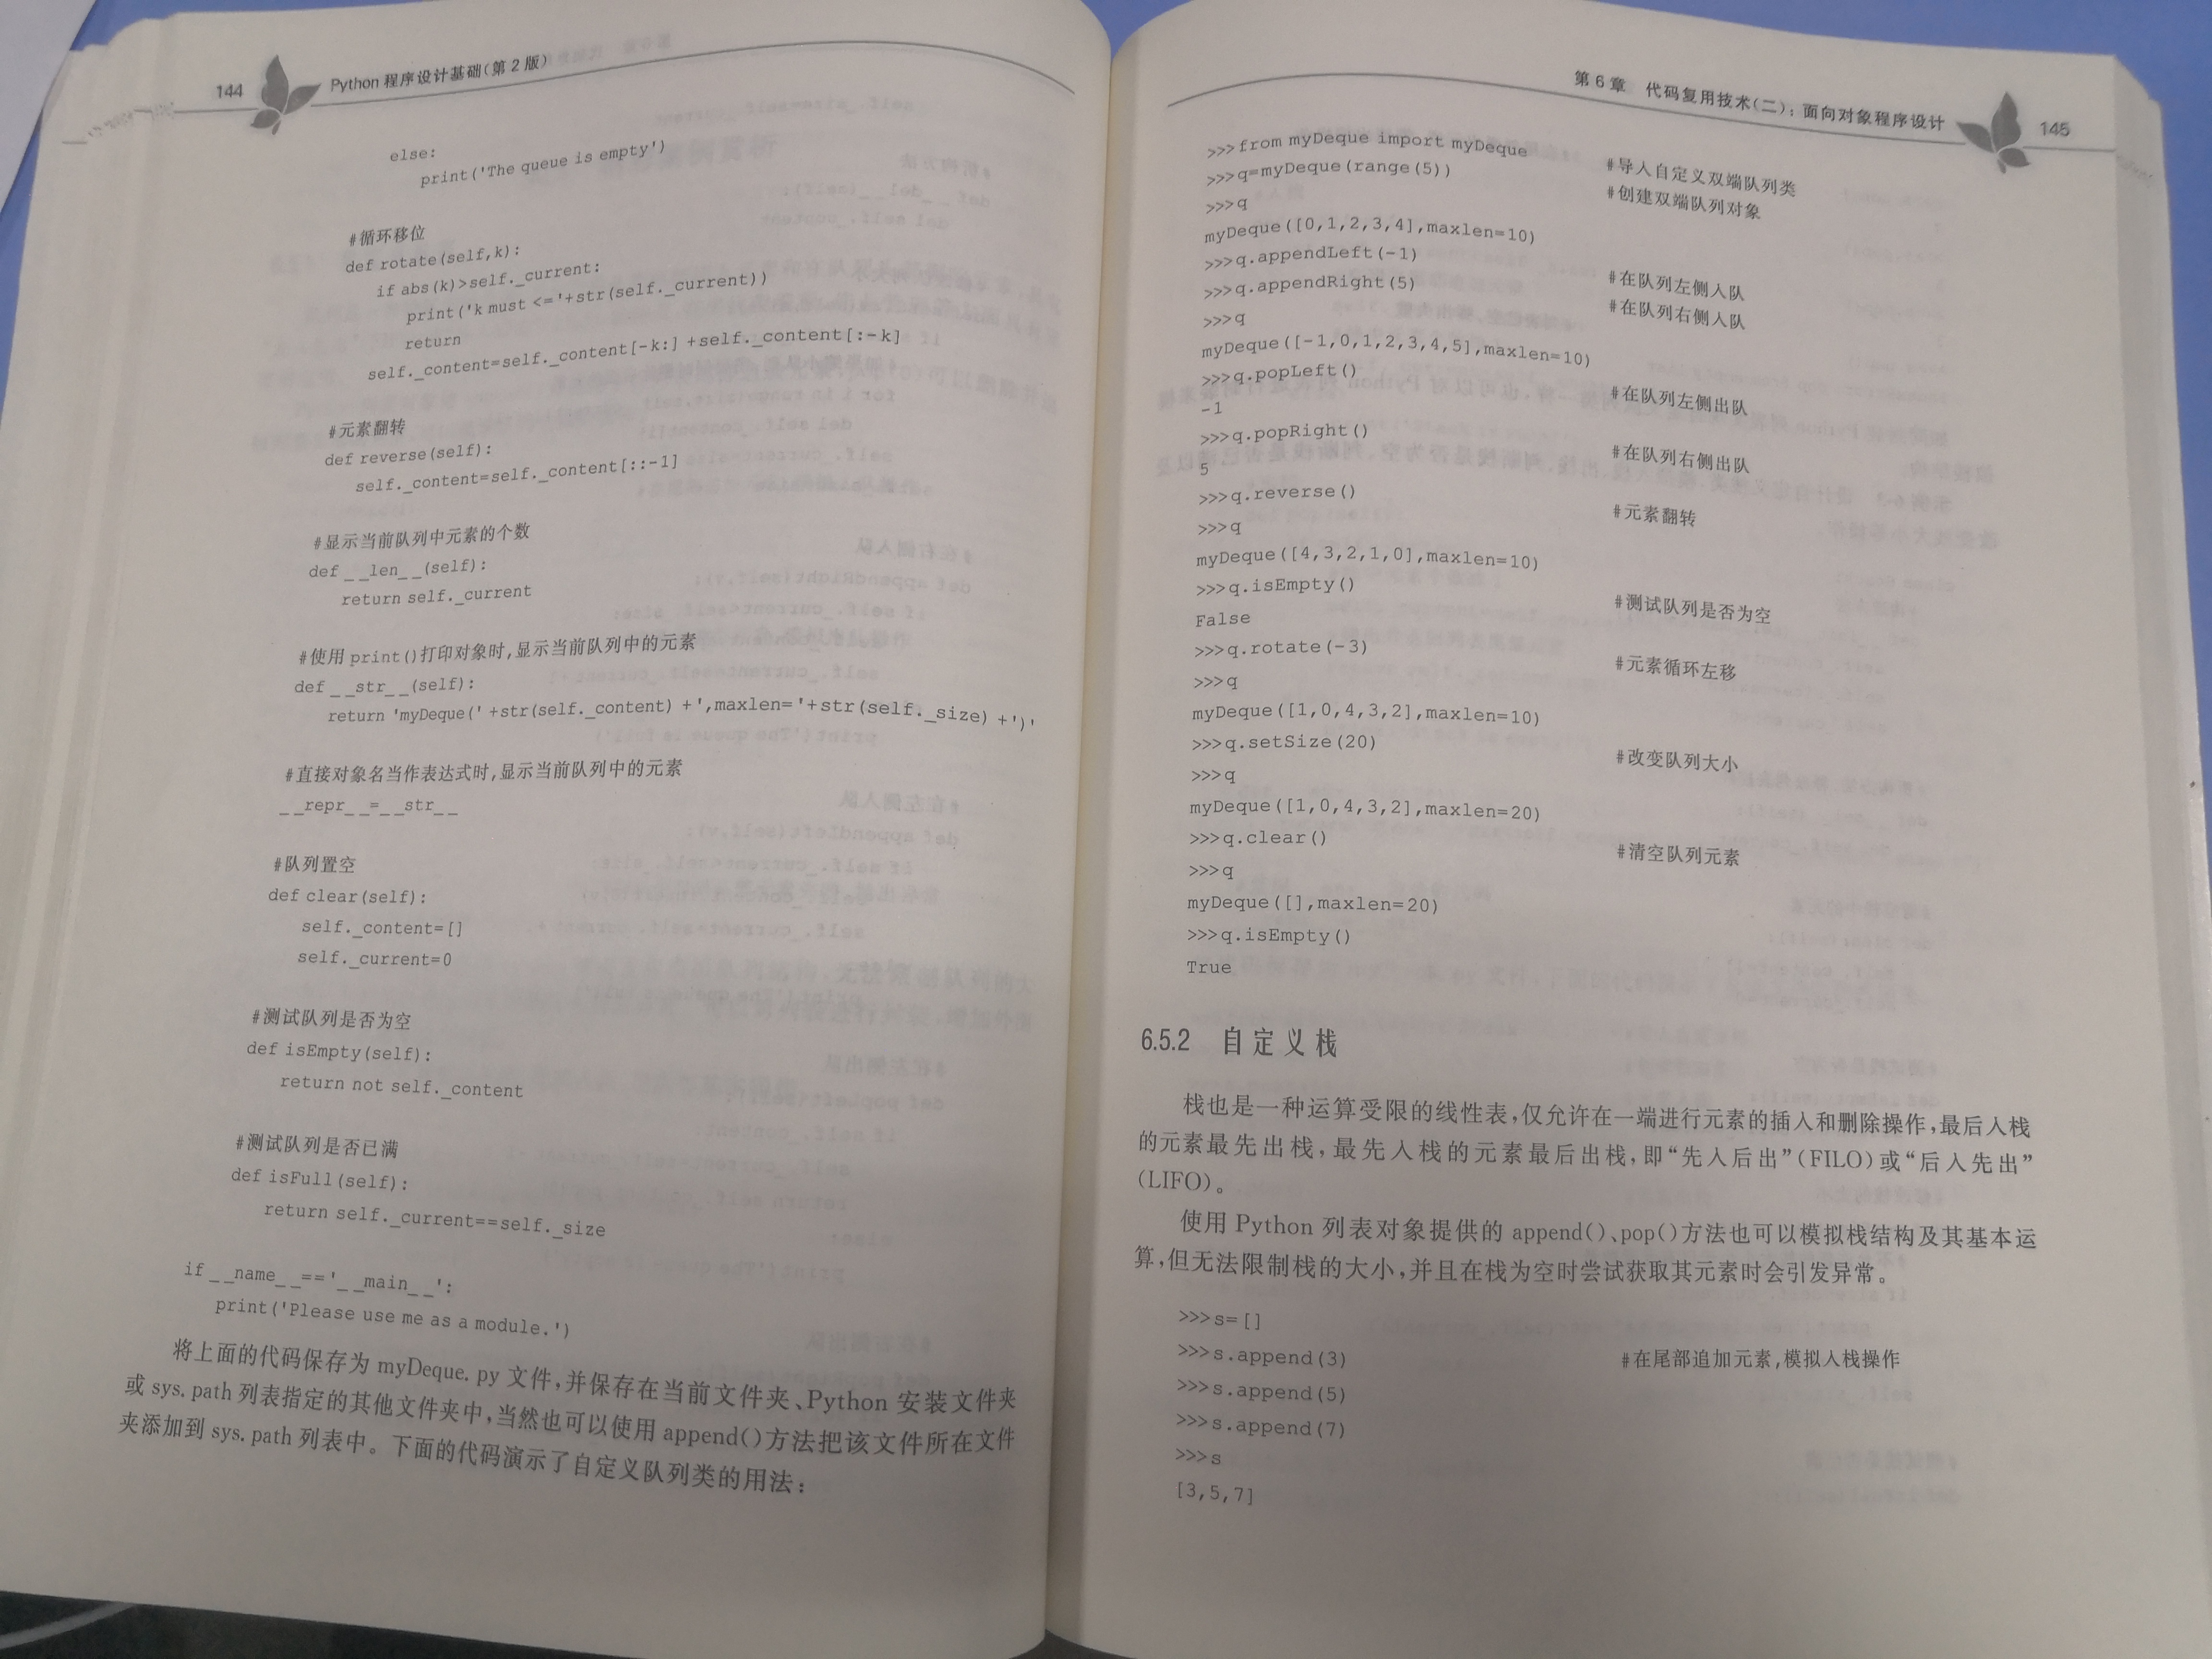 144 Python 程序设计基础(第2版)
else:
print('The queue is empty')
#循环移位
def rotate(self,k):
if abs(k)>self._current:
print('k must <='+str(self._current))
return
self._content=self._content[-k:]+self._content[:-k]
#元素翻转
def reverse(self):
self._content=self._content[::-1]
#显示当前队列中元素的个数
def __len__(self):
return self._current
#使用print()打印对象时,显示当前队列中的元素
def __str__(self):
return 'myDeque('+str(self._content)+',maxlen='+str(self._size)+')'
#直接对象名当作表达式时,显示当前队列中的元素
__repr__=__str__
#队列置空
def clear(self):
self._content=[]
self._current=0
#测试队列是否为空
def isEmpty(self):
return not self._content
#测试队列是否已满
def isFull(self):
return self._current==self._size
if __name__=='__main__':
print('Please use me as a module.')
将上面的代码保存为 myDeque.py 文件,并保存在当前文件夹、Python 安装文件夹
或 sys.path 列表指定的其他文件夹中,当然也可以使用 append()方法把该文件所在文件
夹添加到 sys.path 列表中。下面的代码演示了自定义队列类的用法:
第6章 代码复用技术(二):面向对象程序设计 145
>>>from myDeque import myDeque #导入自定义双端队列类
>>>q=myDeque(range(5)) #创建双端队列对象
>>>q
myDeque([0,1,2,3,4],maxlen=10)
>>>q.appendLeft(-1) #在队列左侧入队
>>>q.appendRight(5) #在队列右侧入队
>>>q
myDeque([-1,0,1,2,3,4,5],maxlen=10)
>>>q.popLeft() #在队列左侧出队
-1
>>>q.popRight() #在队列右侧出队
5
>>>q.reverse() #元素翻转
>>>q
myDeque([4,3,2,1,0],maxlen=10)
>>>q.isEmpty() #测试队列是否为空
False
>>>q.rotate(-3) #元素循环左移
>>>q
myDeque([1,0,4,3,2],maxlen=10)
>>>q.setSize(20) #改变队列大小
>>>q
myDeque([1,0,4,3,2],maxlen=20)
>>>q.clear() #清空队列元素
>>>q
myDeque([],maxlen=20)
>>>q.isEmpty()
True
6.5.2 自定义栈
栈也是一种运算受限的线性表,仅允许在一端进行元素的插入和删除操作,最后入栈
的元素最先出栈,最先入栈的元素最后出栈,即“先入后出”(FILO)或“后入先出”
(LIFO)。
使用 Python 列表对象提供的 append()、pop()方法也可以模拟栈结构及其基本运
算,但无法限制栈的大小,并且在栈为空时尝试获取其元素时会引发异常。
>>>s=[]
>>>s.append(3) #在尾部追加元素,模拟入栈操作
>>>s.append(5)
>>>s.append(7)
>>>s
[3,5,7]